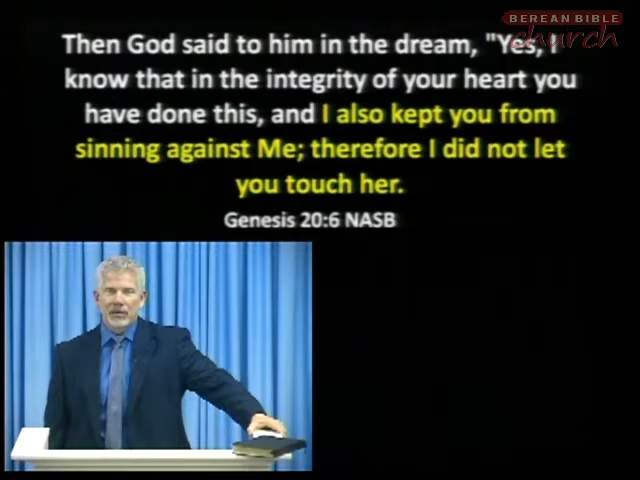 BEREAN BIBLE
church
Then God said to him in the dream, "Yes, I
know that in the integrity of your heart you
have done this, and I also kept you from
sinning against Me; therefore I did not let
you touch her.
Genesis 20:6 NASB